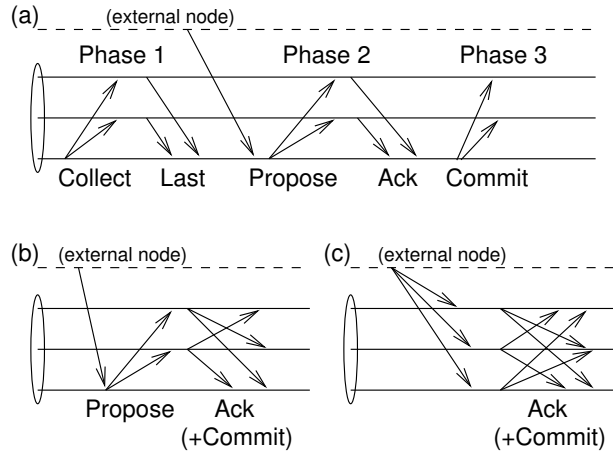 (a)
(external node)
Phase 1
Phase 2
Phase 3
Collect
Last
Propose
Ack
Commit
(b)
(external node)
Propose
Ack
(+Commit)
(c)
(external node)
Ack
(+Commit)